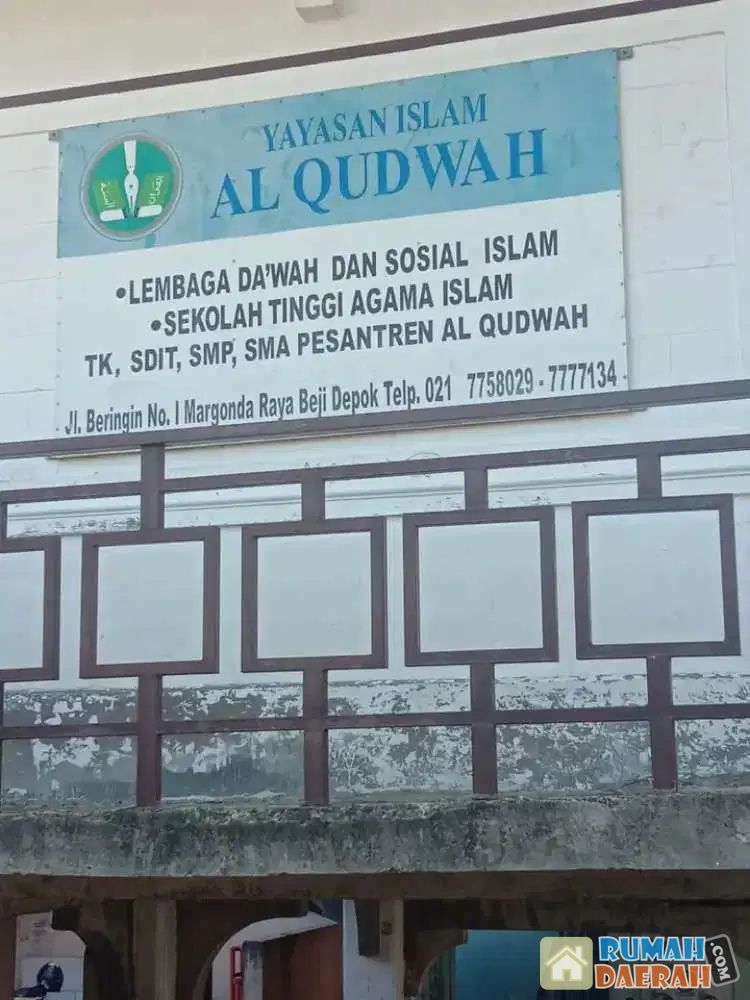 YAYASAN ISLAM
AL QUDWAH
•LEMBAGA DA'WAH DAN SOSIAL ISLAM
•SEKOLAH TINGGI AGAMA ISLAM
TK, SDIT, SMP, SMA PESANTREN AL QUDWAH
Jl. Beringin No. I Margonda Raya Beji Depok Telp. 021 7758029 - 7777134
RUMAH
DAERAH
.COM